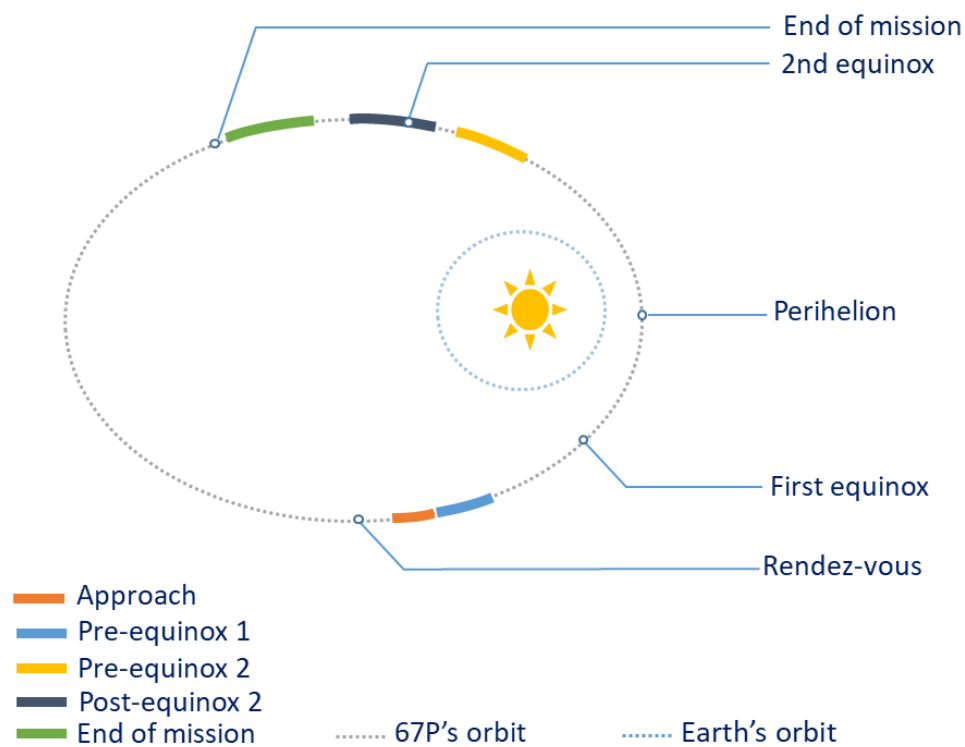 End of mission
2nd equinox
Perihelion
First equinox
Rendez-vous
Approach
Pre-equinox 1
Pre-equinox 2
Post-equinox 2
End of mission
67P's orbit
Earth's orbit